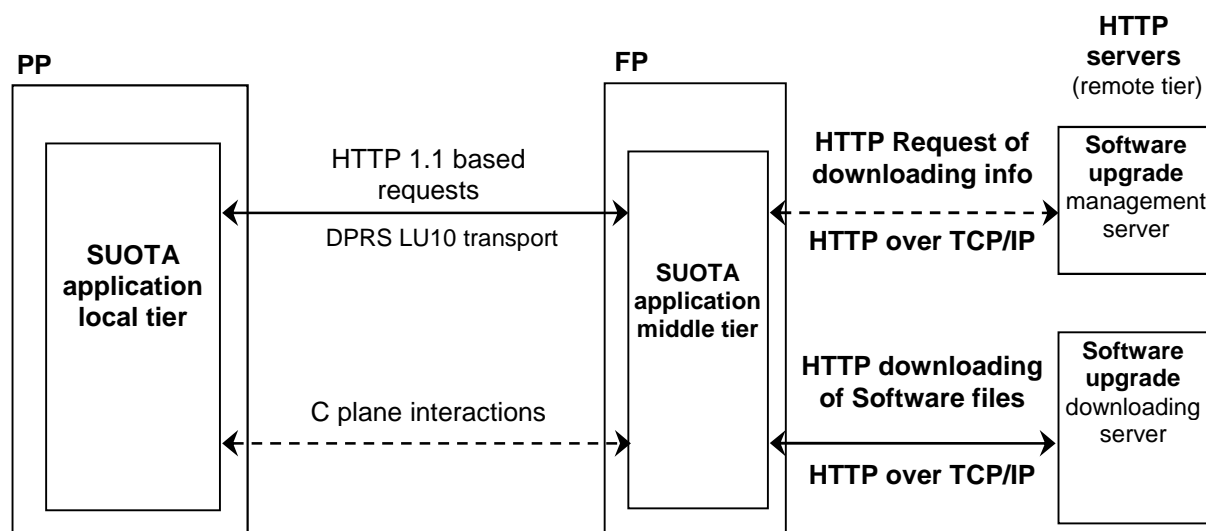 PP
FP
HTTP
servers
(remote tier)
SUOTA
application
local tier
HTTP 1.1 based
requests
DPRS LU10 transport
C plane interactions
SUOTA
application
middle tier
HTTP Request of
downloading info
HTTP over TCP/IP
HTTP downloading
of Software files
HTTP over TCP/IP
Software
upgrade
management
server
Software
upgrade
downloading
server